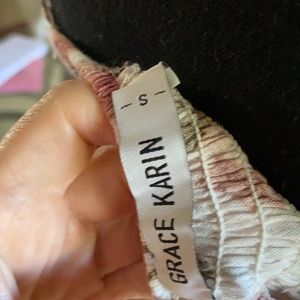 - S -
GRACE KARIN